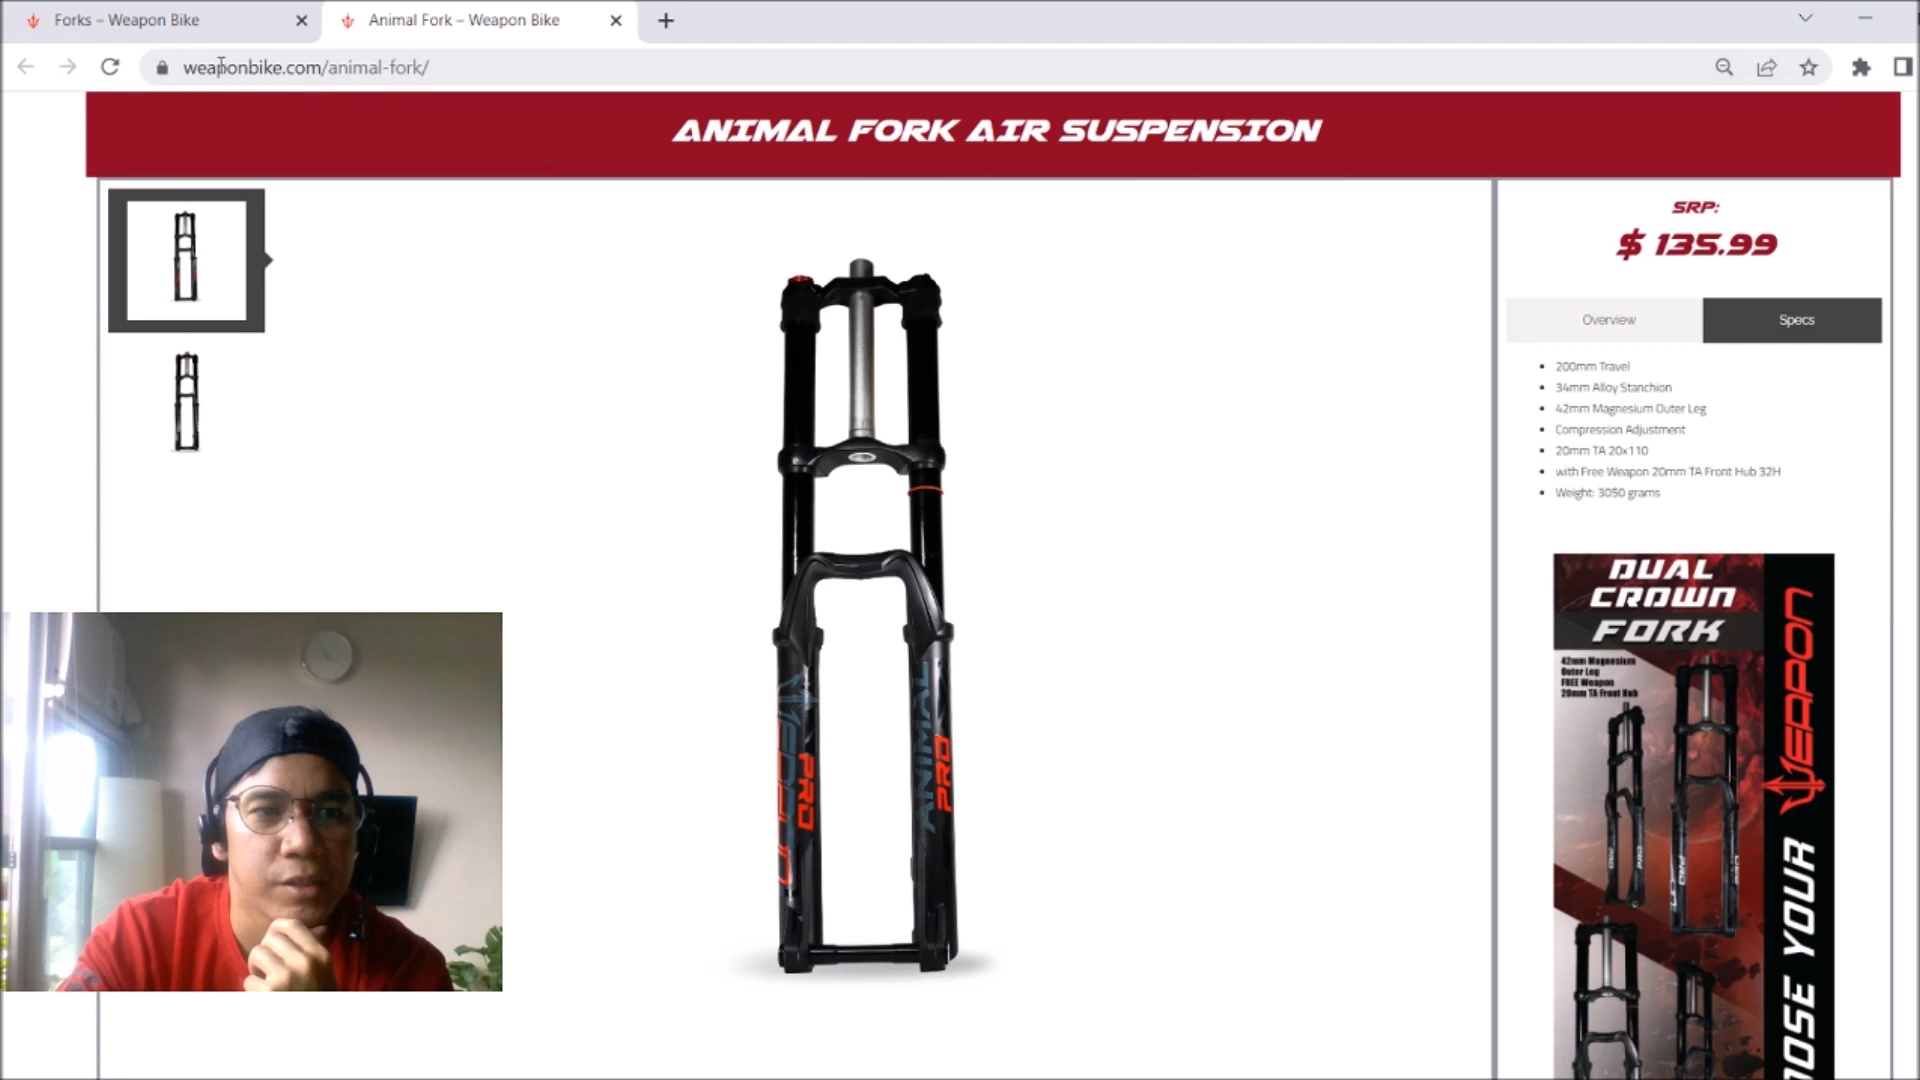 Forks – Weapon Bike
Animal Fork – Weapon Bike
weaponbike.com/animal-fork/
ANIMAL FORK AIR SUSPENSION
SRP:
$ 135.99
Overview
Specs
200mm Travel
34mm Alloy Stanchion
42mm Magnesium Outer Leg
Compression Adjustment
20mm TA 20x110
with Free Weapon 20mm TA Front Hub 32H
Weight: 3050 grams
DUAL
CROWN
FORK
42mm Magnesium
Outer Leg
FREE Weapon
20mm TA Front Hub
WEAPON
OSE YOUR
PRO
ANIMAL
PRO